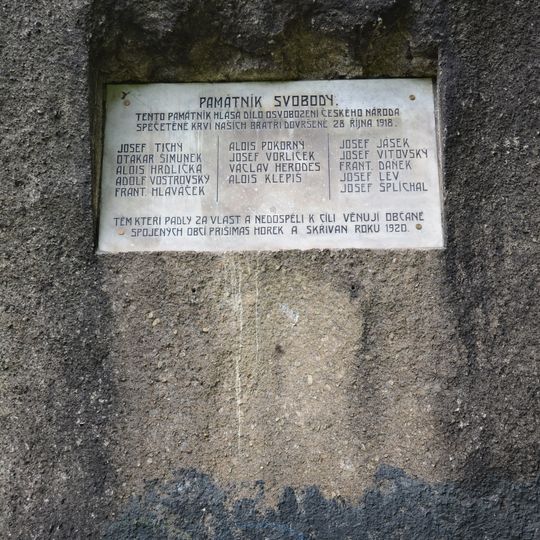 PAMÁTNÍK SVOBODY.
TENTO PAMÁTNÍK HLÁSÁ DÍLO OSVOBOZENÍ ČESKÉHO NÁRODA
SPEČETĚNÉ KRVÍ NAŠICH BRATŘÍ DOVRŠENÉ 28 ŘÍJNA 1918.
JOSEF TICHÝ
OTAKAR ŠIMŮNEK
ALOIS HRDLIČKA
ADOLF VOSTROVSKÝ
FRANT. HLAVÁČEK
ALOIS POKORNÝ
JOSEF VORLÍČEK
VÁCLAV HERODES
ALOIS KLEPIŠ
JOSEF JAŠEK
JOSEF VÍTOVSKÝ
FRANT. DANĚK
JOSEF LEV
JOSEF ŠPLÍCHAL
TĚM KTEŘÍ PADLY ZA VLAST A NEDOSPĚLI K CÍLI VĚNUJÍ OBČANÉ
SPOJENÝCH OBCÍ PŘIŠIMAS HOREK A SKŘIVAN ROKU 1920.